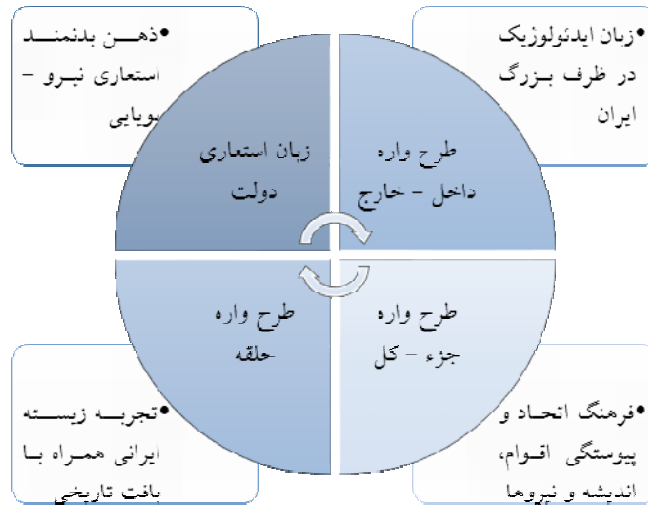 •زبان ایدئولوژیک
در ظرف بزرگ
ایران
•ذهن بدنمند
استعاری نیرو –
پویایی
طرح واره
داخل – خارج
زبان استعاری
دولت
طرح واره
جزء – کل
طرح واره
حلقه
•فرهنگ اتحاد و
پیوستگی اقوام،
اندیشه و نیروها
•تجربه زیسته
ایرانی همراه با
بافت تاریخی